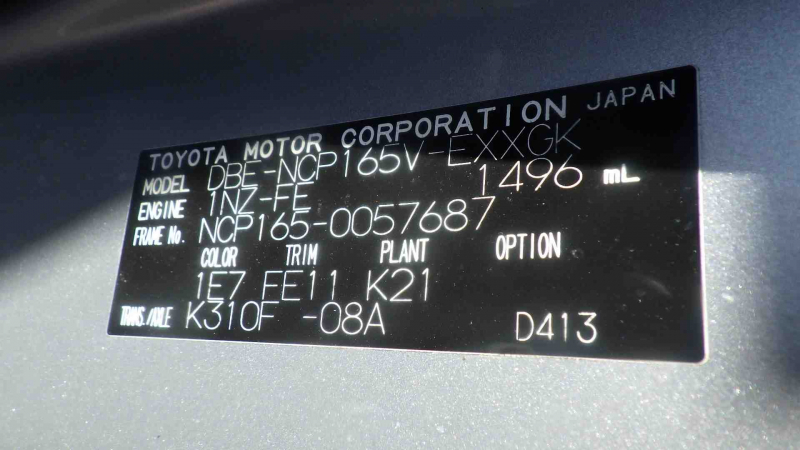 TOYOTA MOTOR CORPORATION JAPAN
MODEL DBE-NCP165V-EXXGK
ENGINE 1NZ-FE 1496 mL
FRAME No. NCP165-0057687
COLOR TRIM PLANT OPTION
1E7 FE11 K21
TRANS./AXLE K310F -08A D413